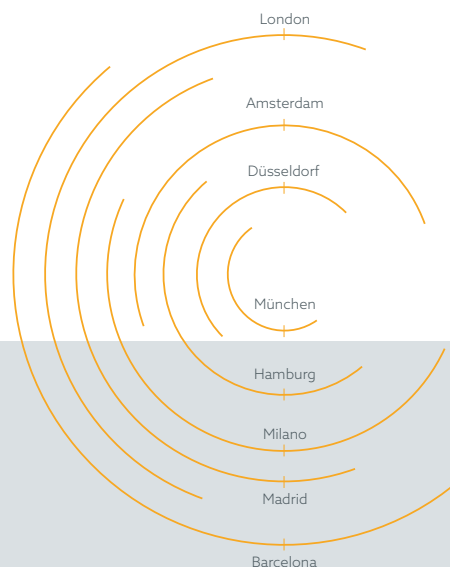 London
Amsterdam
Düsseldorf
München
Hamburg
Milano
Madrid
Barcelona